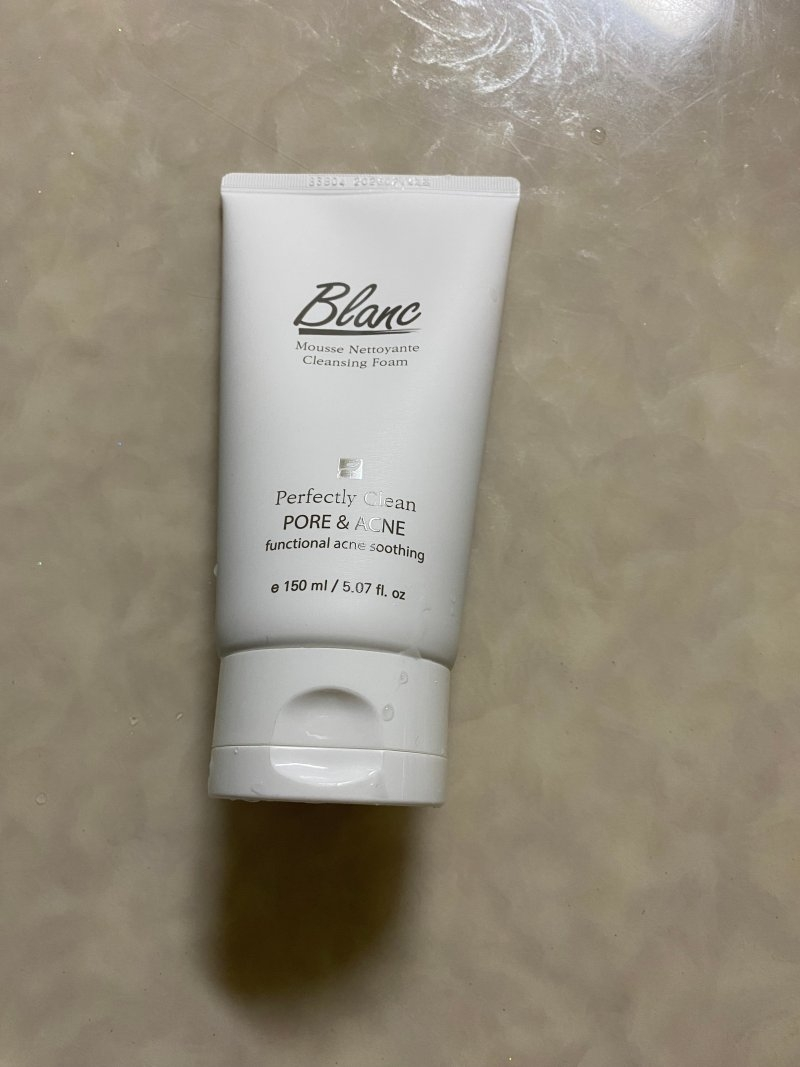 Blanc
Mousse Nettoyante
Cleansing Foam
Perfectly Clean
PORE & ACNE
functional acne soothing
e 150 ml / 5.07 fl. oz